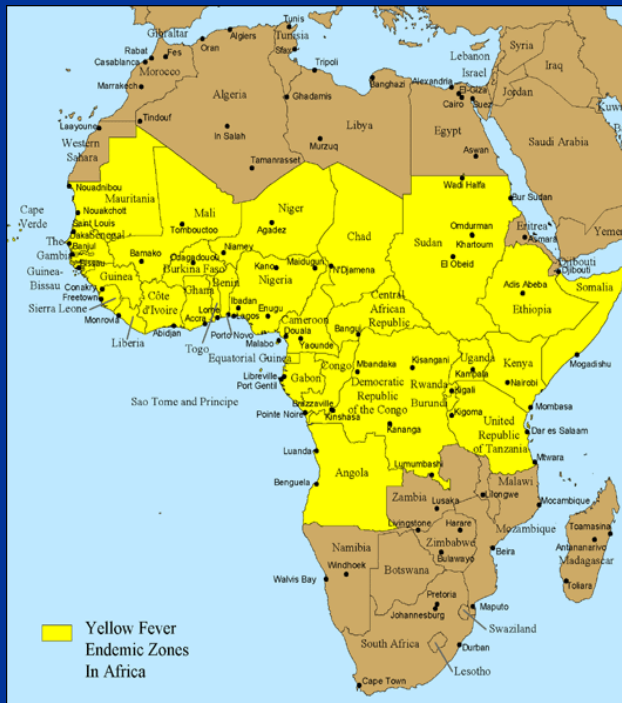 Tunis
Gibraltar
Algiers
Tunisia
Oran
Syria
Rabat
Fes
Sfax
Lebanon
Casablanca
Iraq
Morocco
Tripoli
Israel
Banghazi
Alexandria
El-Giza
Jordan
Marrakech
Cairo
Suez
Algeria
Ghadamis
Kuw
Tindouf
Libya
Laayoune
In Salah
Egypt
Western
Sahara
Murzuq
Saudi Arabia
Aswan
Tamanrasset
Wadi Halfa
Nouadnibou
Mauritania
Bur Sudan
Cape
Verde
Nouakchott
Mali
Niger
Tombouctoo
Agadez
Chad
Omdurman
Eritrea
Yemen
Saint Louis
Dakar
Senegal
Sudan
Khartoum
Asmara
The
Gambia
Banjul
Niamey
Djibouti
Bissau
Bamako
El Obeid
Djibouti
Guinea-
Bissau
Guinea
Burkina Faso
Kano
Maiduguri
N'Djamena
Somalia
Benin
Nigeria
Adis Abeba
Conakry
Freetown
Côte
d'Ivoire
Ghana
Ibadan
Ethiopia
Sierra Leone
Lome
Enugu
Central
African
Republic
Monrovia
Accra
Lagos
Cameroon
Abidjan
Porto Novo
Douala
Bangui
Liberia
Togo
Malabo
Yaounde
Equatorial Guinea
Kisangani
Uganda
Kenya
Mogadishu
Congo
Mbandaka
Kampala
Libreville
Gabon
Port Gentil
Democratic
Republic
of the Congo
Rwanda
Kigali
Nairobi
Sao Tome and Principe
Burundi
Brazzaville
Kigoma
Mombasa
Pointe Noire
Kinshasa
United
Republic
of Tanzania
Kananga
Dar es Salaam
Luanda
Mtwara
Angola
Lumumbashi
Malawi
Benguela
Lilongwe
Zambia
Mocambique
Lusaka
Toamasina
Livingstone
Harare
Mozambique
Antananarivo
Namibia
Zimbabwe
Madagascar
Beira
Windhoek
Bulawayo
Walvis Bay
Botswana
Toliara
Pretoria
Maputo
Johannesburg
Swaziland
Yellow Fever
Endemic Zones
In Africa
South Africa
Durban
Lesotho
Cape Town